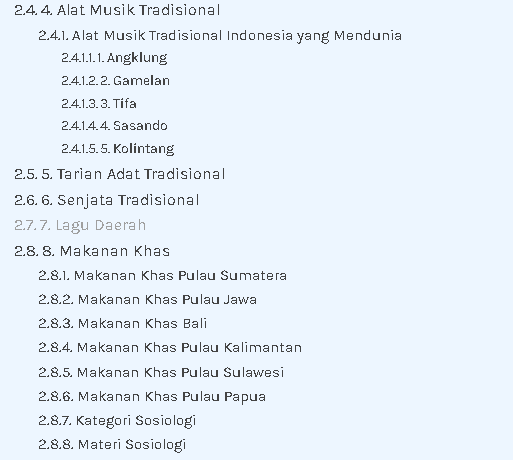 2.4. 4. Alat Musik Tradisional
2.4.1. Alat Musik Tradisional Indonesia yang Mendunia
2.4.1.1. 1. Angklung
2.4.1.2. 2. Gamelan
2.4.1.3. 3. Tifa
2.4.1.4. 4. Sasando
2.4.1.5. 5. Kolintang
2.5. 5. Tarian Adat Tradisional
2.6. 6. Senjata Tradisional
2.7. 7. Lagu Daerah
2.8. 8. Makanan Khas
2.8.1. Makanan Khas Pulau Sumatera
2.8.2. Makanan Khas Pulau Jawa
2.8.3. Makanan Khas Bali
2.8.4. Makanan Khas Pulau Kalimantan
2.8.5. Makanan Khas Pulau Sulawesi
2.8.6. Makanan Khas Pulau Papua
2.8.7. Kategori Sosiologi
2.8.8. Materi Sosiologi